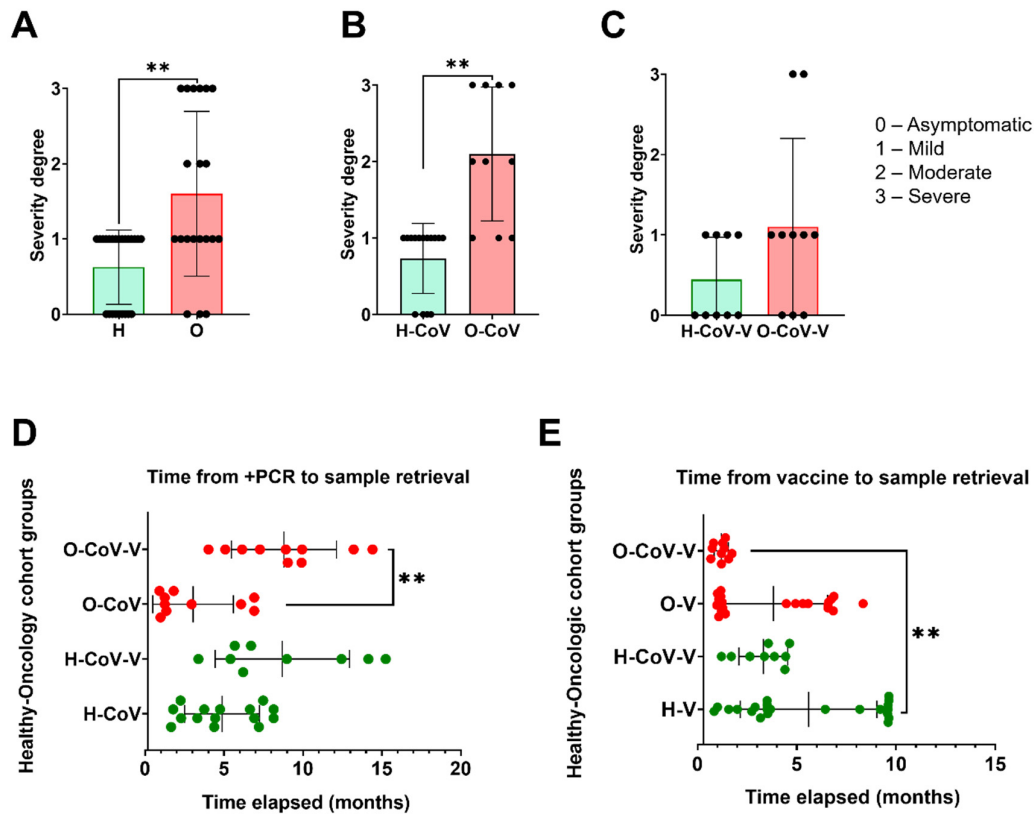 A
B
C
**
**
3
2
1
0
Severity degree
H
O
3
2
1
0
Severity degree
H-CoV
O-CoV
3
2
1
0
Severity degree
H-CoV-V
O-CoV-V
0 – Asymptomatic
1 – Mild
2 – Moderate
3 – Severe
D
Time from +PCR to sample retrieval
Healthy-Oncology cohort groups
O-CoV-V
O-CoV
H-CoV-V
H-CoV
**
0 5 10 15 20
Time elapsed (months)
E
Time from vaccine to sample retrieval
Healthy-Oncologic cohort groups
O-CoV-V
O-V
H-CoV-V
H-V
**
0 5 10 15
Time elapsed (months)